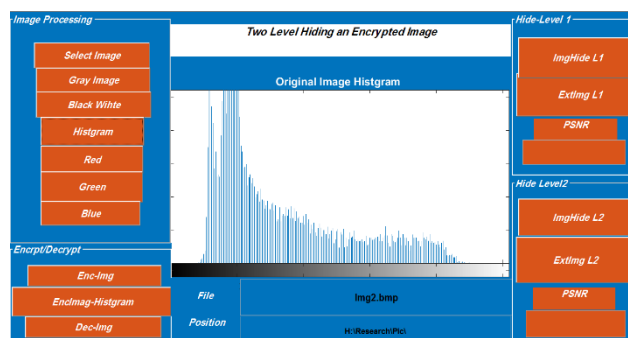 Image Processing
Select Image
Gray Image
Black Wihte
Histgram
Red
Green
Blue
Encrpt/Decrypt
Enc-Img
EncImag-Histgram
Dec-Img
Two Level Hiding an Encrypted Image
Original Image Histgram
File
Img2.bmp
Position
H:\Research\Pic\
Hide-Level 1
ImgHide L1
ExtImg L1
PSNR
Hide Level2
ImgHide L2
ExtImg L2
PSNR